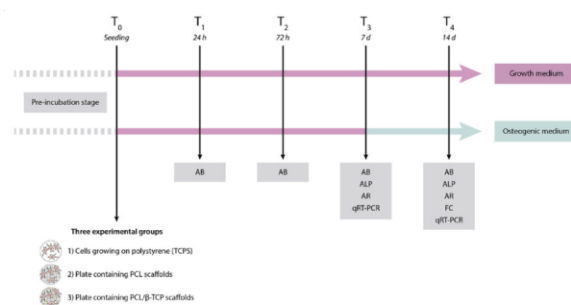 T0
Seeding
T1
24 h
T2
72 h
T3
7 d
T4
14 d
Growth medium
Pre-incubation stage
Osteogenic medium
AB
AB
AB
ALP
AR
qRT-PCR
AB
ALP
AR
FC
qRT-PCR
Three experimental groups
1) Cells growing on polystyrene (TCPS)
2) Plate containing PCL scaffolds
3) Plate containing PCL/β-TCP scaffolds